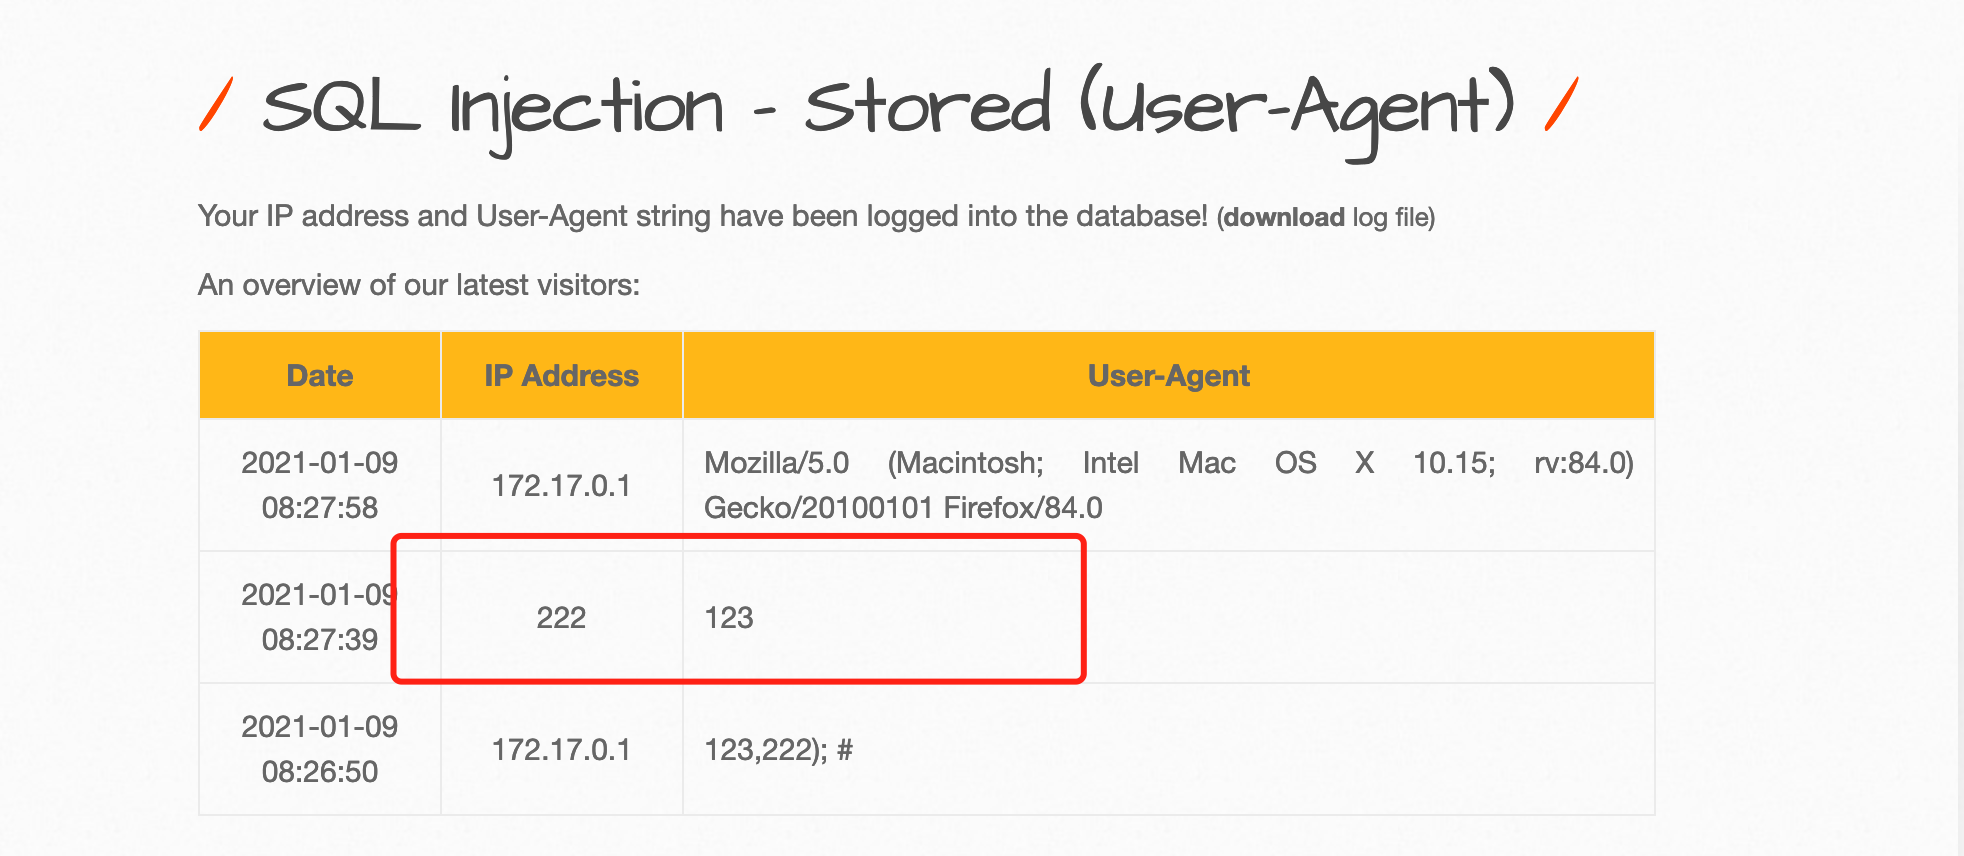 / SQL Injection - Stored (User-Agent) /
Your IP address and User-Agent string have been logged into the database! (download log file)
An overview of our latest visitors:
Date IP Address User-Agent
2021-01-09
08:27:58
172.17.0.1
Mozilla/5.0 (Macintosh; Intel Mac OS X 10.15; rv:84.0)
Gecko/20100101 Firefox/84.0
2021-01-09
08:27:39
222
123
2021-01-09
08:26:50
172.17.0.1
123,222); #